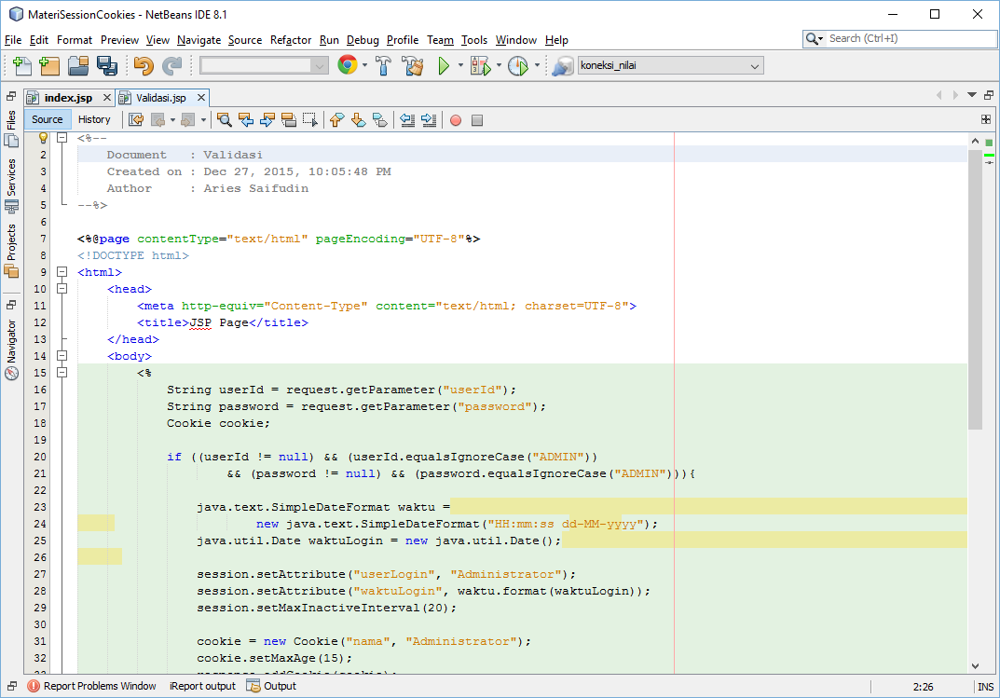 MateriSessionCookies - NetBeans IDE 8.1
File Edit Format Preview View Navigate Source Refactor Run Debug Profile Team Tools Window Help
Search (Ctrl+I)
koneksi_nilai
index.jsp Validasi.jsp
Source History
Files
Services
Projects
Navigator
<%--
2 Document : Validasi
3 Created on : Dec 27, 2015, 10:05:48 PM
4 Author : Aries Saifudin
5 --%>
6
7 <%@page contentType="text/html" pageEncoding="UTF-8"%>
8 <!DOCTYPE html>
9 <html>
10 <head>
11 <meta http-equiv="Content-Type" content="text/html; charset=UTF-8">
12 <title>JSP Page</title>
13 </head>
14 <body>
15 <%
16 String userId = request.getParameter("userId");
17 String password = request.getParameter("password");
18 Cookie cookie;
19
20 if ((userId != null) && (userId.equalsIgnoreCase("ADMIN"))
21 && (password != null) && (password.equalsIgnoreCase("ADMIN"))){
22
23 java.text.SimpleDateFormat waktu =
24 new java.text.SimpleDateFormat("HH:mm:ss dd-MM-yyyy");
25 java.util.Date waktuLogin = new java.util.Date();
26
27 session.setAttribute("userLogin", "Administrator");
28 session.setAttribute("waktuLogin", waktu.format(waktuLogin));
29 session.setMaxInactiveInterval(20);
30
31 cookie = new Cookie("nama", "Administrator");
32 cookie.setMaxAge(15);
Report Problems Window iReport output Output
2:26 INS